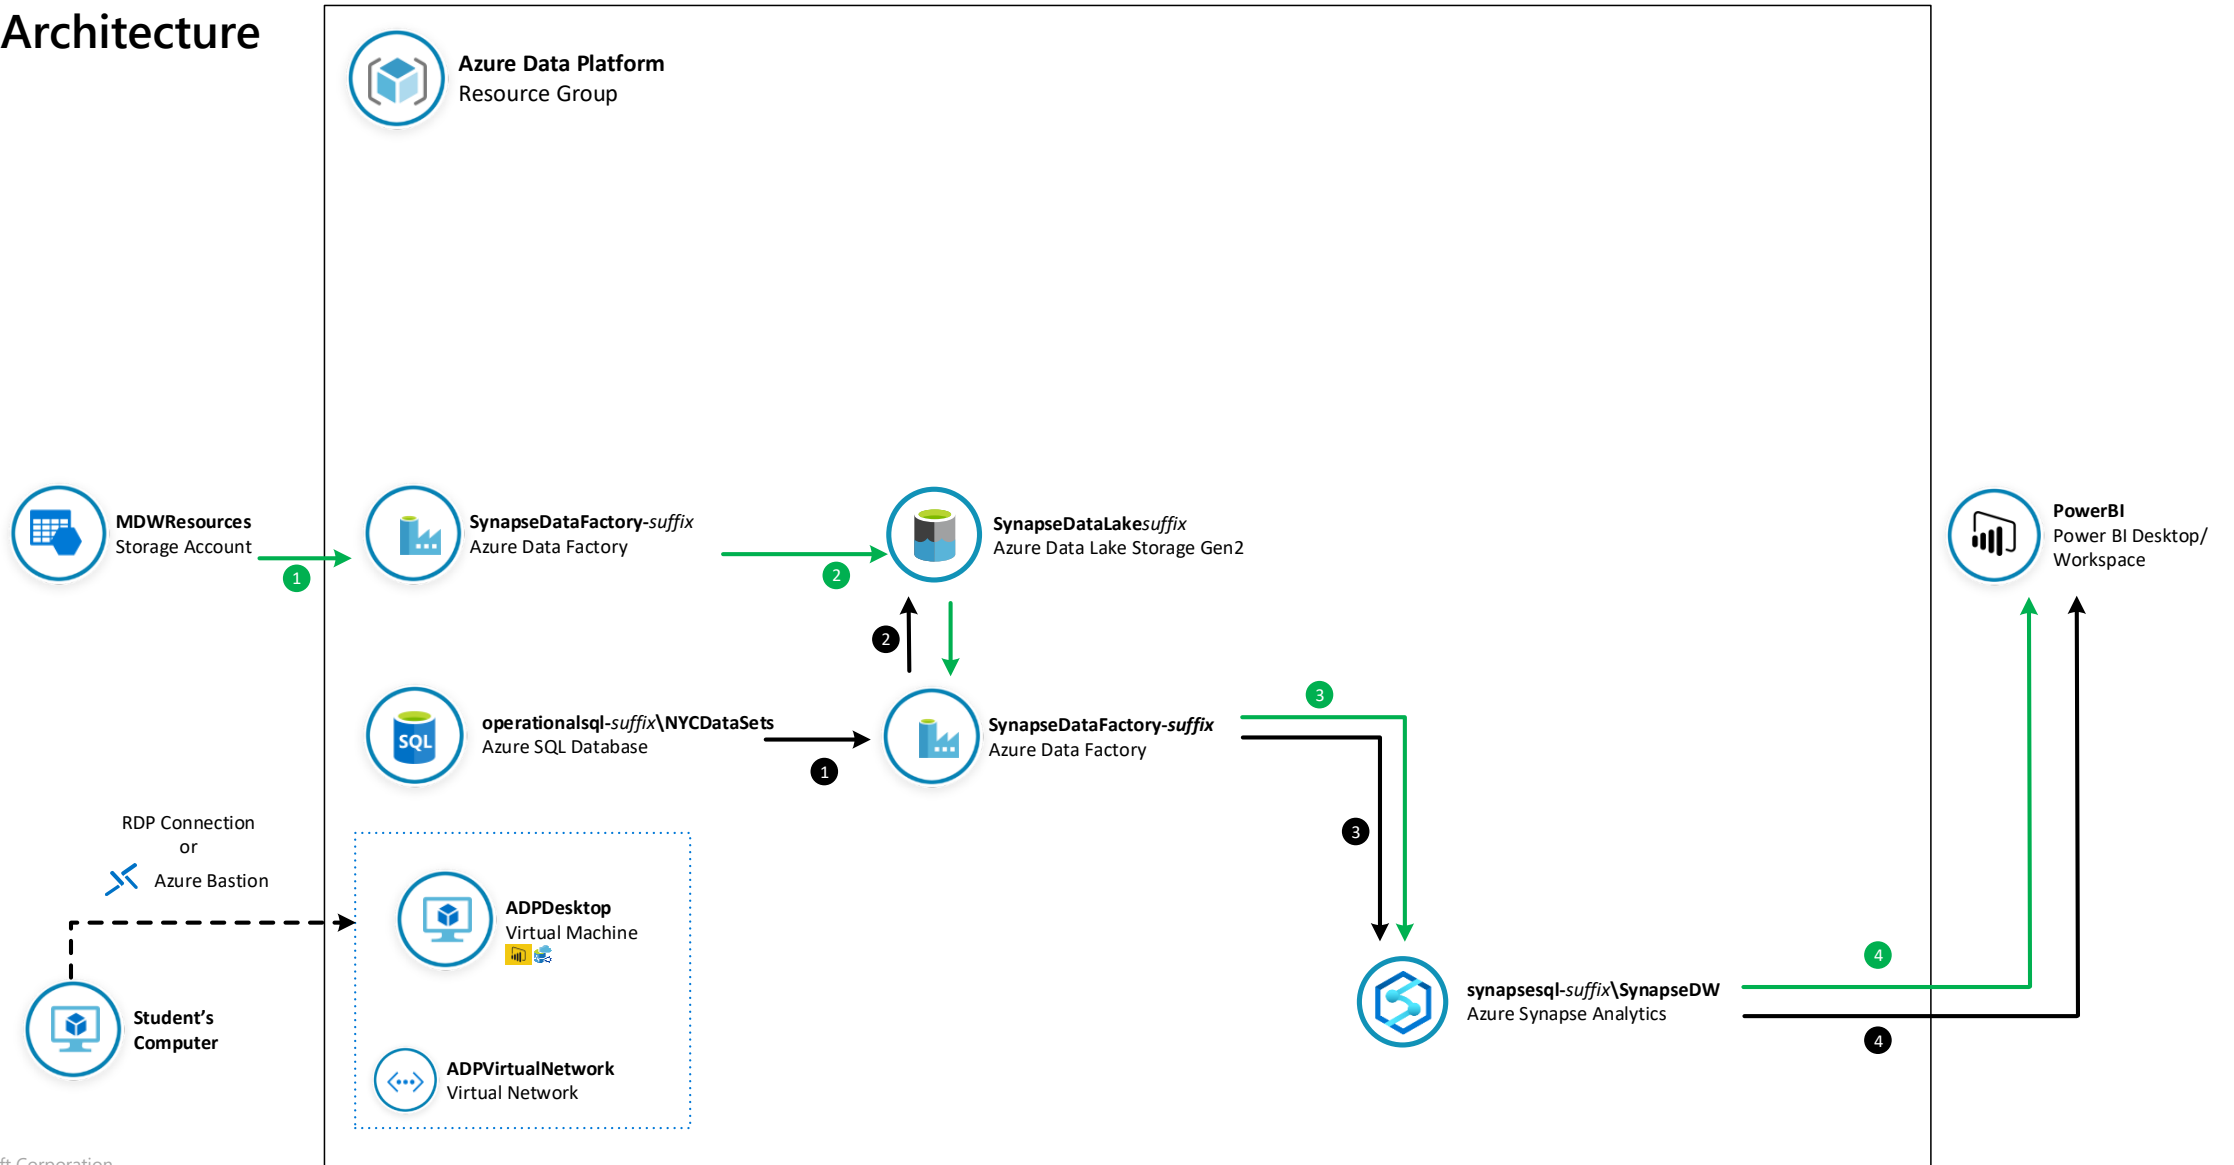 Architecture
Azure Data Platform
Resource Group
MDWResources
Storage Account
1
SynapseDataFactory-suffix
Azure Data Factory
2
SynapseDataLakesuffix
Azure Data Lake Storage Gen2
PowerBI
Power BI Desktop/
Workspace
2
SQL
operationalsql-suffix\NYCDataSets
Azure SQL Database
1
SynapseDataFactory-suffix
Azure Data Factory
3
3
RDP Connection
or
Azure Bastion
ADPDesktop
Virtual Machine
Student’s
Computer
ADPVirtualNetwork
Virtual Network
synapsesql-suffix\SynapseDW
Azure Synapse Analytics
4
4
ft Corporation